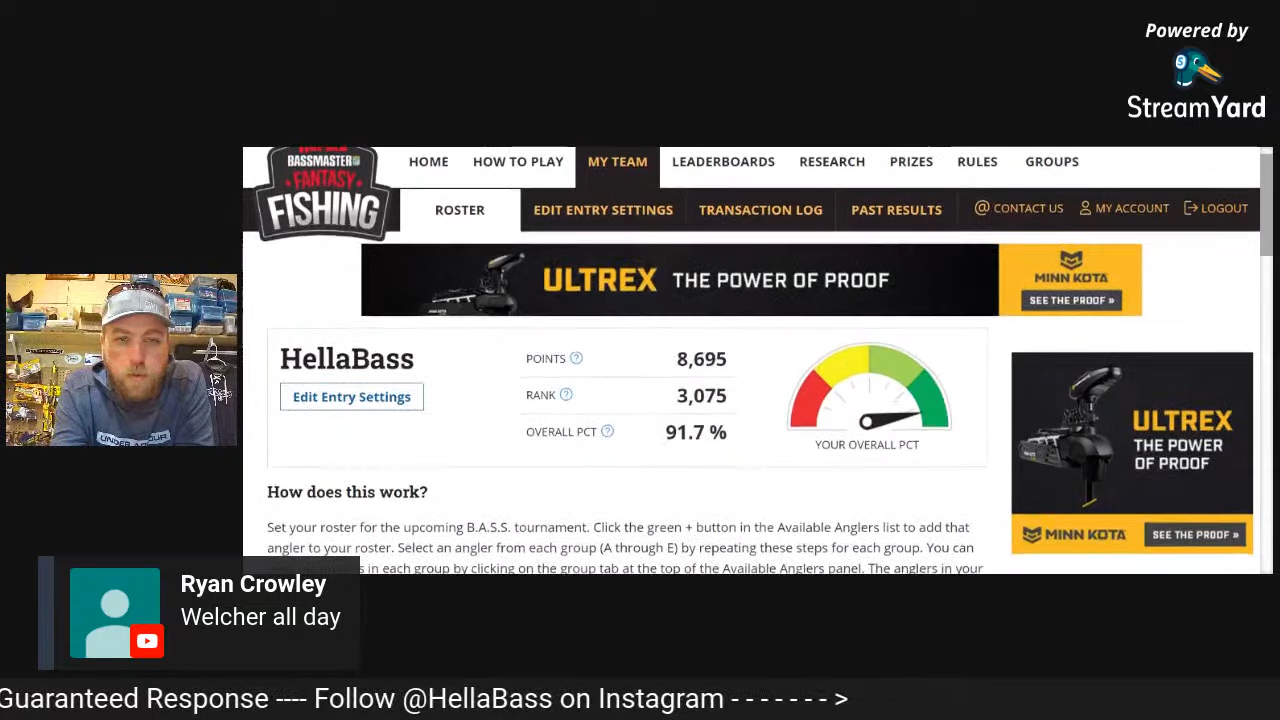 Powered by
StreamYard
BASSMASTER
FANTASY
FISHING
HOME HOW TO PLAY MY TEAM LEADERBOARDS RESEARCH PRIZES RULES GROUPS
ROSTER EDIT ENTRY SETTINGS TRANSACTION LOG PAST RESULTS CONTACT US MY ACCOUNT LOGOUT
ULTREX THE POWER OF PROOF
MINN KOTA
SEE THE PROOF »
HellaBass
Edit Entry Settings
POINTS ? 8,695
RANK ? 3,075
OVERALL PCT ? 91.7 %
YOUR OVERALL PCT
ULTREX
THE POWER
OF PROOF
MINN KOTA SEE THE PROOF »
How does this work?
Set your roster for the upcoming B.A.S.S. tournament. Click the green + button in the Available Anglers list to add that
angler to your roster. Select an angler from each group (A through E) by repeating these steps for each group. You can
in each group by clicking on the group tab at the top of the Available Anglers panel. The anglers in your
UNDER ARMOUR
Ryan Crowley
Welcher all day
Guaranteed Response ---- Follow @HellaBass on Instagram - - - - - - - >